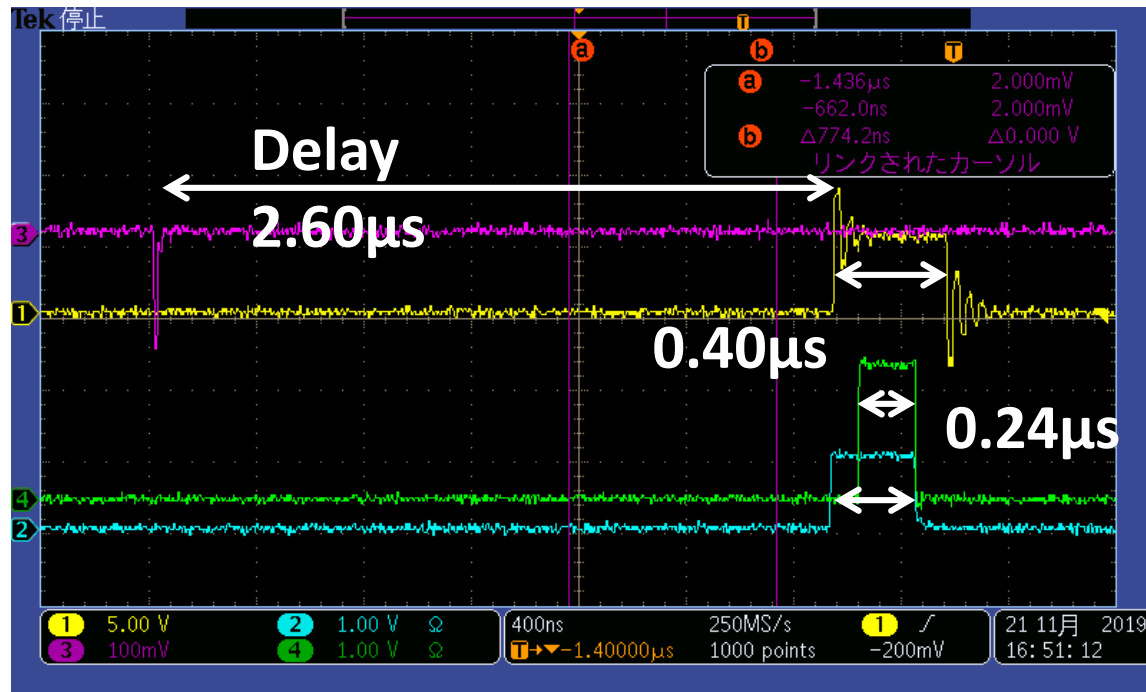 Tek 停止
T
a b T
a -1.436μs 2.000mV
-662.0ns 2.000mV
b △774.2ns △0.000 V
リンクされたカーソル
Delay
2.60μs
3
1
0.40μs
0.24μs
4
2
1 5.00 V 2 1.00 V Ω 400ns 250MS/s 1 21 11月 2019
3 100mV 4 1.00 V Ω T→▼-1.40000μs 1000 points -200mV 16:51:12